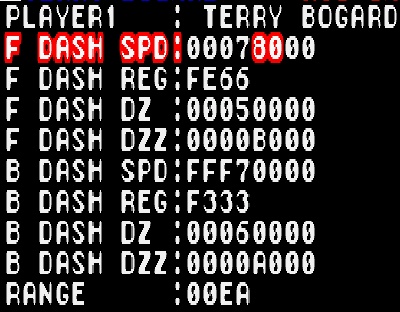 PLAYER1 : TERRY BOGARD
F DASH SPD:00078000
F DASH REG:FE66
F DASH DZ :00050000
F DASH DZZ:0000B000
B DASH SPD:FFF70000
B DASH REG:F333
B DASH DZ :00060000
B DASH DZZ:0000A000
RANGE :00EA